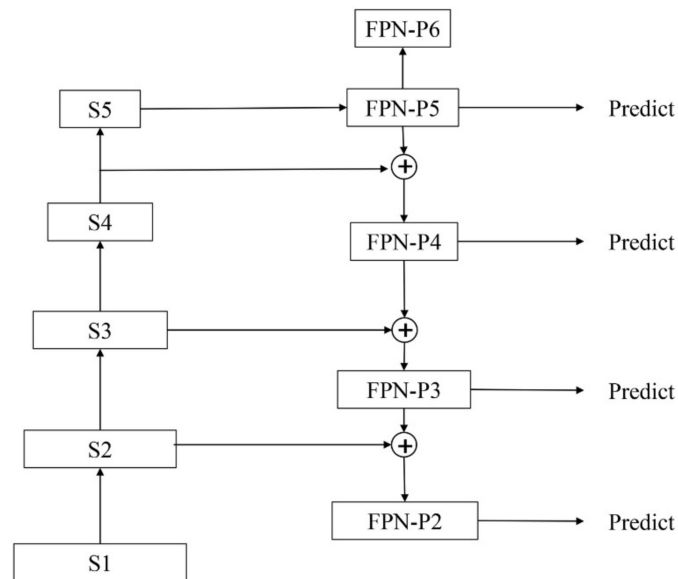 FPN-P6
S5
FPN-P5
Predict
+
S4
FPN-P4
Predict
S3
+
FPN-P3
Predict
S2
+
FPN-P2
Predict
S1